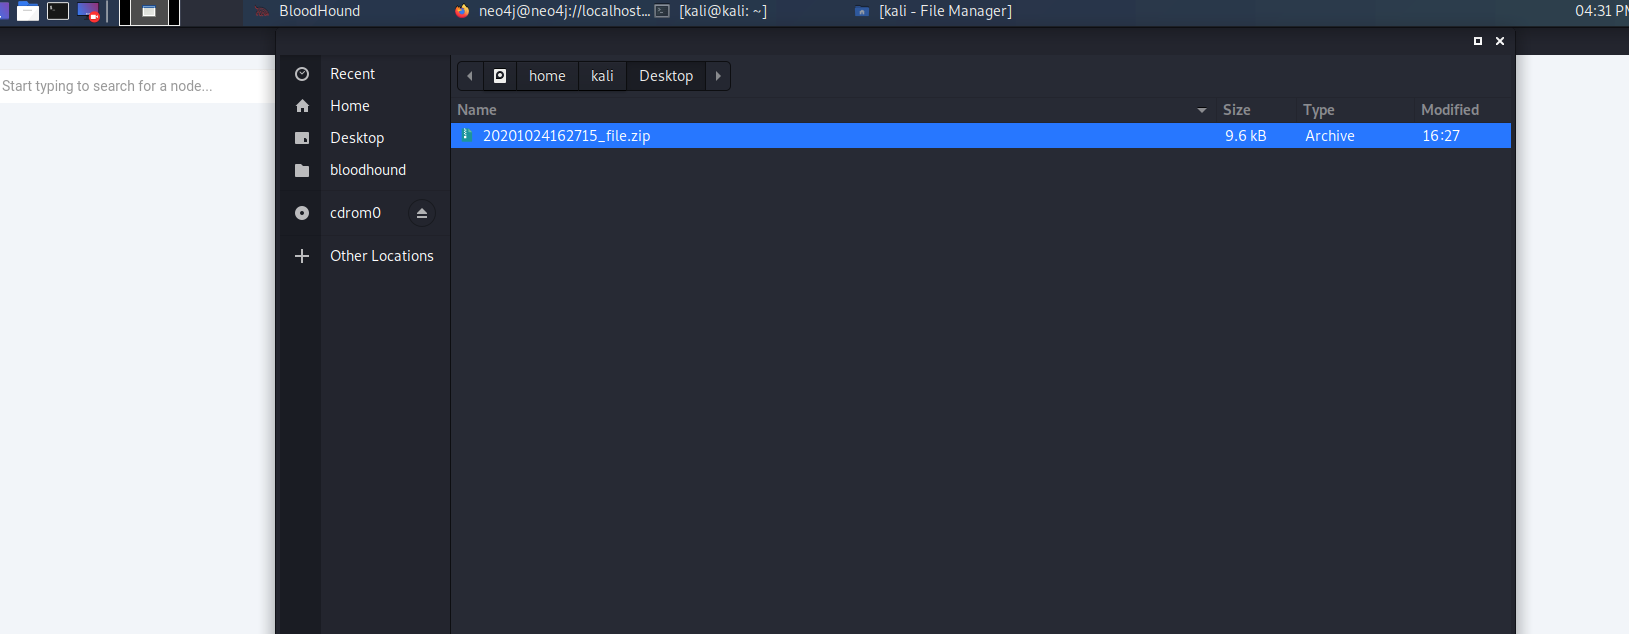 BloodHound neo4j@neo4j://localhost... [kali@kali: ~] [kali - File Manager] 04:31 PM
Start typing to search for a node...
Recent
Home
Desktop
bloodhound
cdrom0
Other Locations
home kali Desktop
Name Size Type Modified
20201024162715_file.zip 9.6 kB Archive 16:27